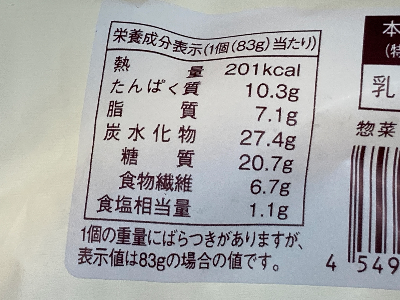 栄養成分表示(1個(83g)当たり)
熱量 201kcal
たんぱく質 10.3g
脂質 7.1g
炭水化物 27.4g
糖質 20.7g
食物繊維 6.7g
食塩相当量 1.1g
1個の重量にばらつきがありますが、
表示値は83gの場合の値です。
本
(特
乳
惣菜
4 549